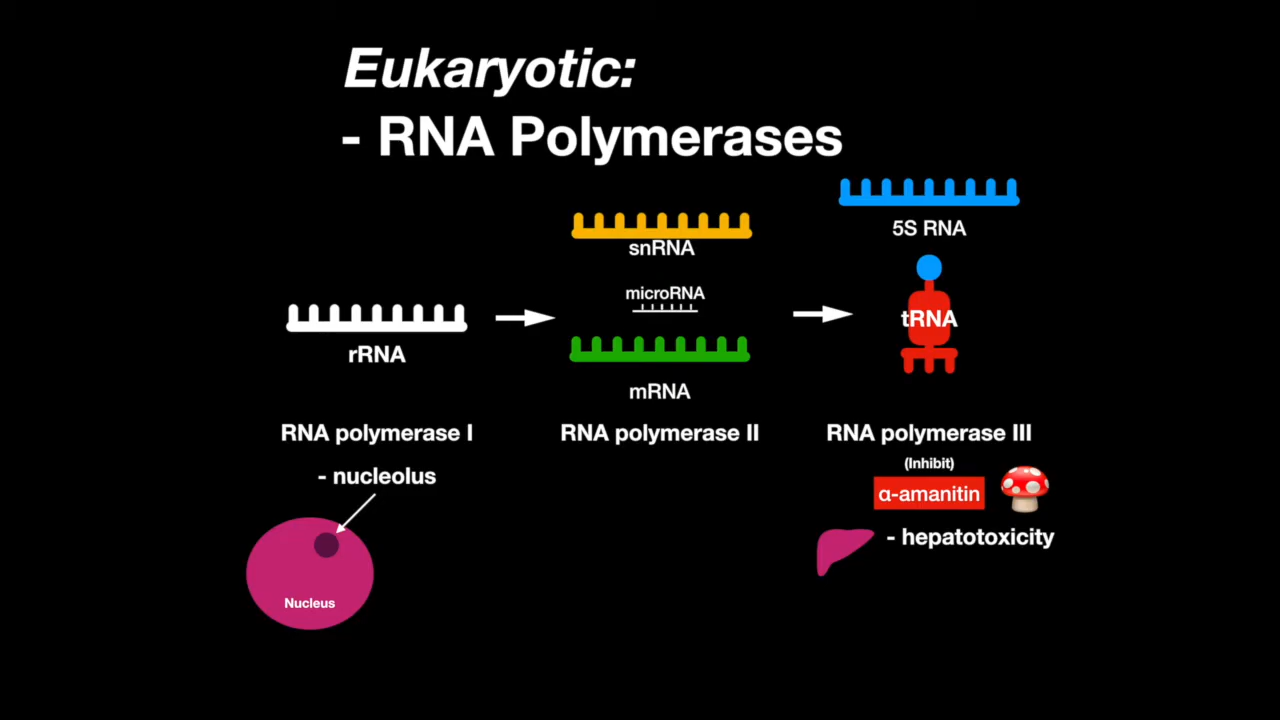 Eukaryotic:
- RNA Polymerases
rRNA
RNA polymerase I
- nucleolus
Nucleus
snRNA
microRNA
mRNA
RNA polymerase II
5S RNA
tRNA
RNA polymerase III
(Inhibit)
α-amanitin
- hepatotoxicity